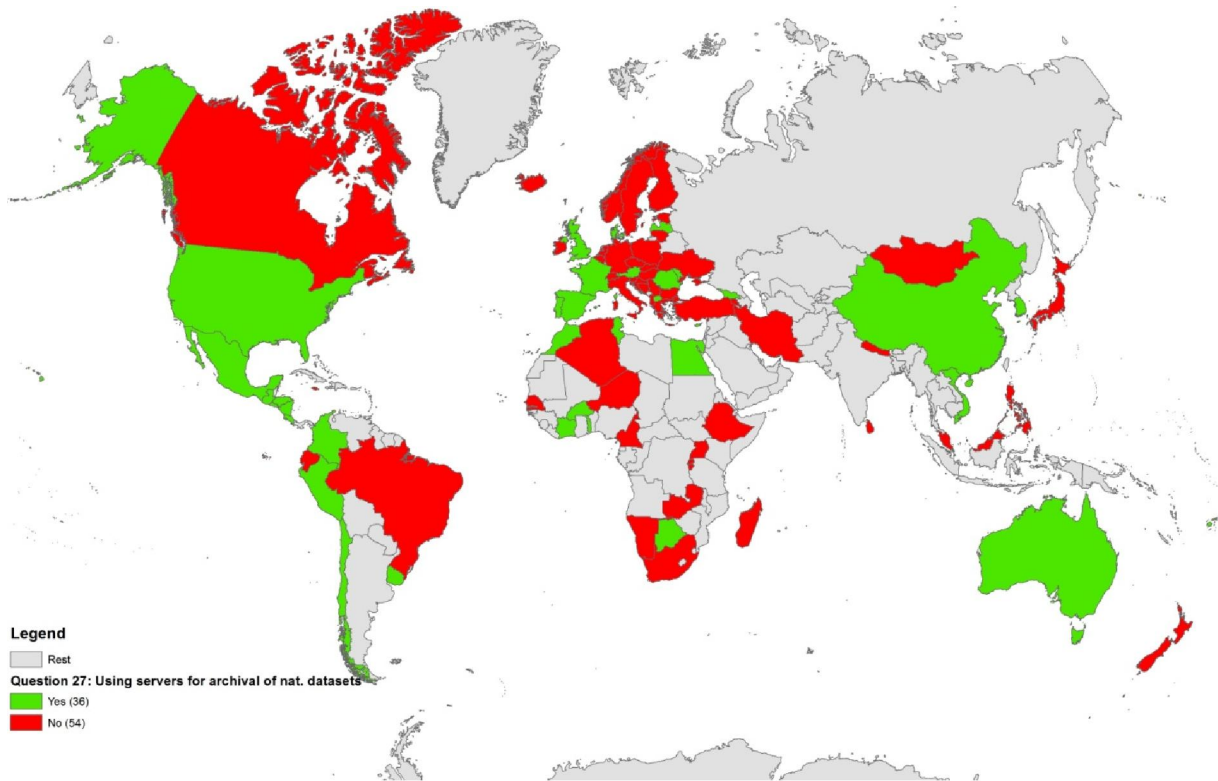 Legend
Rest
Question 27: Using servers for archival of nat. datasets
Yes (36)
No (54)